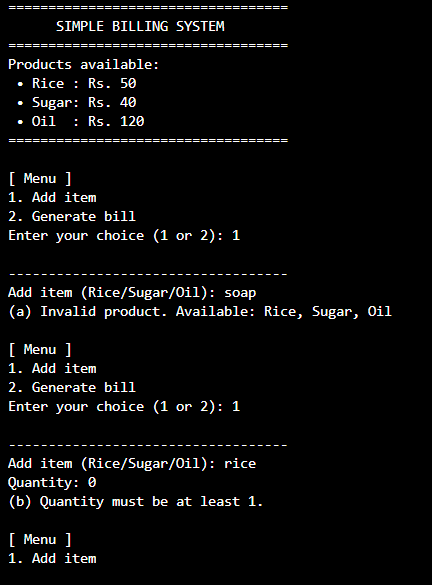 ===================================
SIMPLE BILLING SYSTEM
===================================
Products available:
• Rice : Rs. 50
• Sugar: Rs. 40
• Oil  : Rs. 120
===================================
[ Menu ]
1. Add item
2. Generate bill
Enter your choice (1 or 2): 1
-----------------------------------
Add item (Rice/Sugar/Oil): soap
(a) Invalid product. Available: Rice, Sugar, Oil
[ Menu ]
1. Add item
2. Generate bill
Enter your choice (1 or 2): 1
-----------------------------------
Add item (Rice/Sugar/Oil): rice
Quantity: 0
(b) Quantity must be at least 1.
[ Menu ]
1. Add item